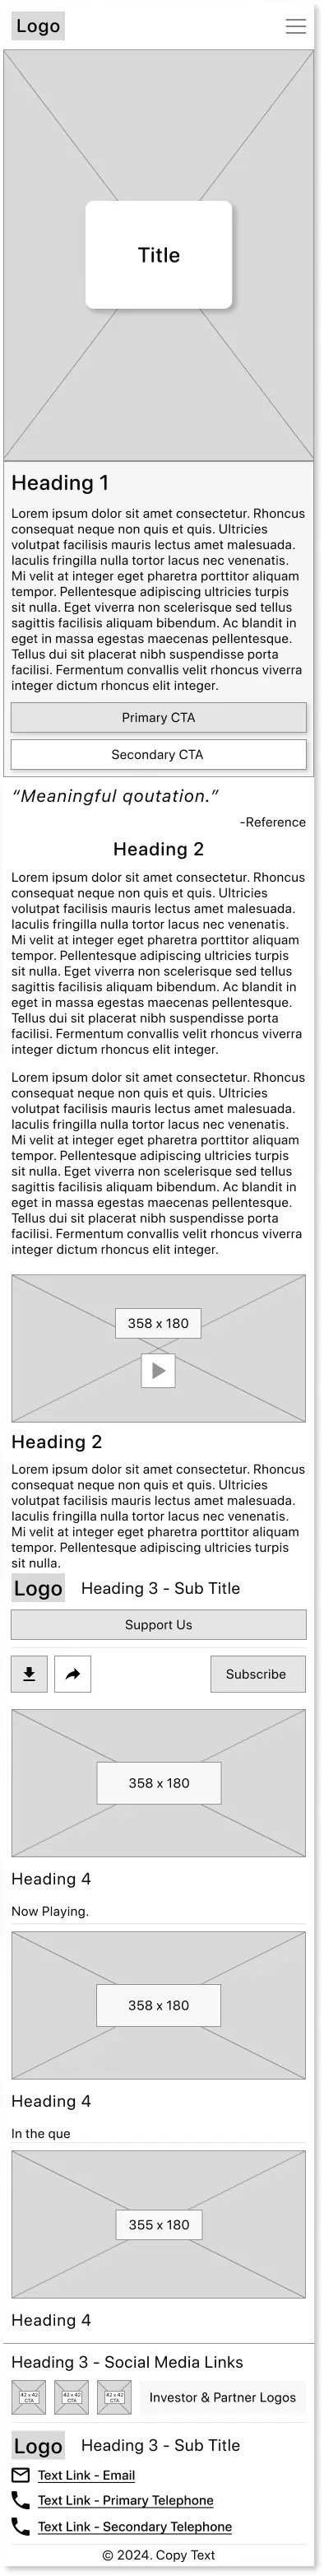 Logo
Title
Heading 1
Lorem ipsum dolor sit amet consectetur. Rhoncus
consequat neque non quis et quis. Ultricies
volutpat facilisis mauris lectus amet malesuada.
Iaculis fringilla nulla tortor lacus nec venenatis.
Mi velit at integer eget pharetra porttitor aliquam
tempor. Pellentesque adipiscing ultricies turpis
sit nulla. Eget viverra non scelerisque sed tellus
sagittis facilisis aliquam bibendum. Ac blandit in
eget in massa egestas maecenas pellentesque.
Tellus dui sit placerat nibh suspendisse porta
facilisi. Fermentum convallis velit rhoncus viverra
integer dictum rhoncus elit integer.
Primary CTA
Secondary CTA
“Meaningful qoutation.”
-Reference
Heading 2
Lorem ipsum dolor sit amet consectetur. Rhoncus
consequat neque non quis et quis. Ultricies
volutpat facilisis mauris lectus amet malesuada.
Iaculis fringilla nulla tortor lacus nec venenatis.
Mi velit at integer eget pharetra porttitor aliquam
tempor. Pellentesque adipiscing ultricies turpis
sit nulla. Eget viverra non scelerisque sed tellus
sagittis facilisis aliquam bibendum. Ac blandit in
eget in massa egestas maecenas pellentesque.
Tellus dui sit placerat nibh suspendisse porta
facilisi. Fermentum convallis velit rhoncus viverra
integer dictum rhoncus elit integer.
Lorem ipsum dolor sit amet consectetur. Rhoncus
consequat neque non quis et quis. Ultricies
volutpat facilisis mauris lectus amet malesuada.
Iaculis fringilla nulla tortor lacus nec venenatis.
Mi velit at integer eget pharetra porttitor aliquam
tempor. Pellentesque adipiscing ultricies turpis
sit nulla. Eget viverra non scelerisque sed tellus
sagittis facilisis aliquam bibendum. Ac blandit in
eget in massa egestas maecenas pellentesque.
Tellus dui sit placerat nibh suspendisse porta
facilisi. Fermentum convallis velit rhoncus viverra
integer dictum rhoncus elit integer.
358 x 180
Heading 2
Lorem ipsum dolor sit amet consectetur. Rhoncus
consequat neque non quis et quis. Ultricies
volutpat facilisis mauris lectus amet malesuada.
Iaculis fringilla nulla tortor lacus nec venenatis.
Mi velit at integer eget pharetra porttitor aliquam
tempor. Pellentesque adipiscing ultricies turpis
sit nulla.
Logo Heading 3 - Sub Title
Support Us
Subscribe
358 x 180
Heading 4
Now Playing.
358 x 180
Heading 4
In the que
355 x 180
Heading 4
Heading 3 - Social Media Links
42 x 42 CTA
42 x 42 CTA
42 x 42 CTA
Investor & Partner Logos
Logo Heading 3 - Sub Title
Text Link - Email
Text Link - Primary Telephone
Text Link - Secondary Telephone
© 2024. Copy Text